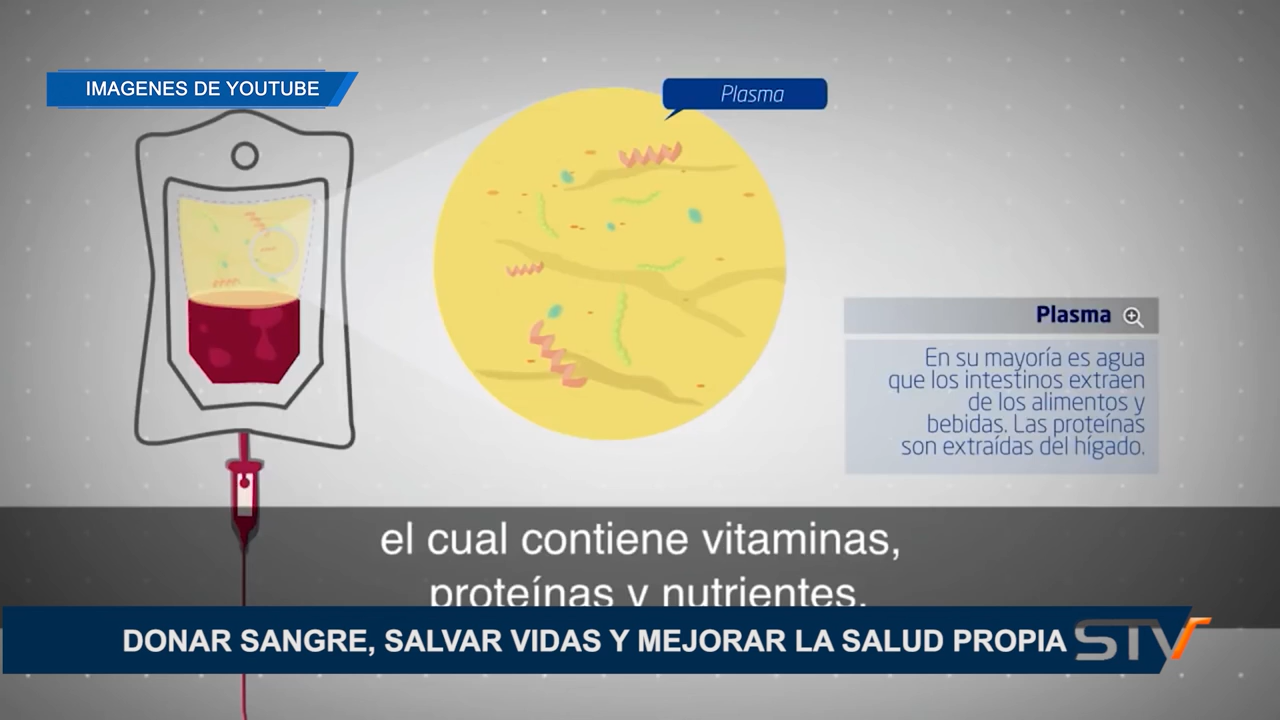 IMAGENES DE YOUTUBE
Plasma
Plasma
En su mayoría es agua
que los intestinos extraen
de los alimentos y
bebidas. Las proteínas
son extraídas del hígado.
el cual contiene vitaminas,
proteínas y nutrientes.
DONAR SANGRE, SALVAR VIDAS Y MEJORAR LA SALUD PROPIA
STV